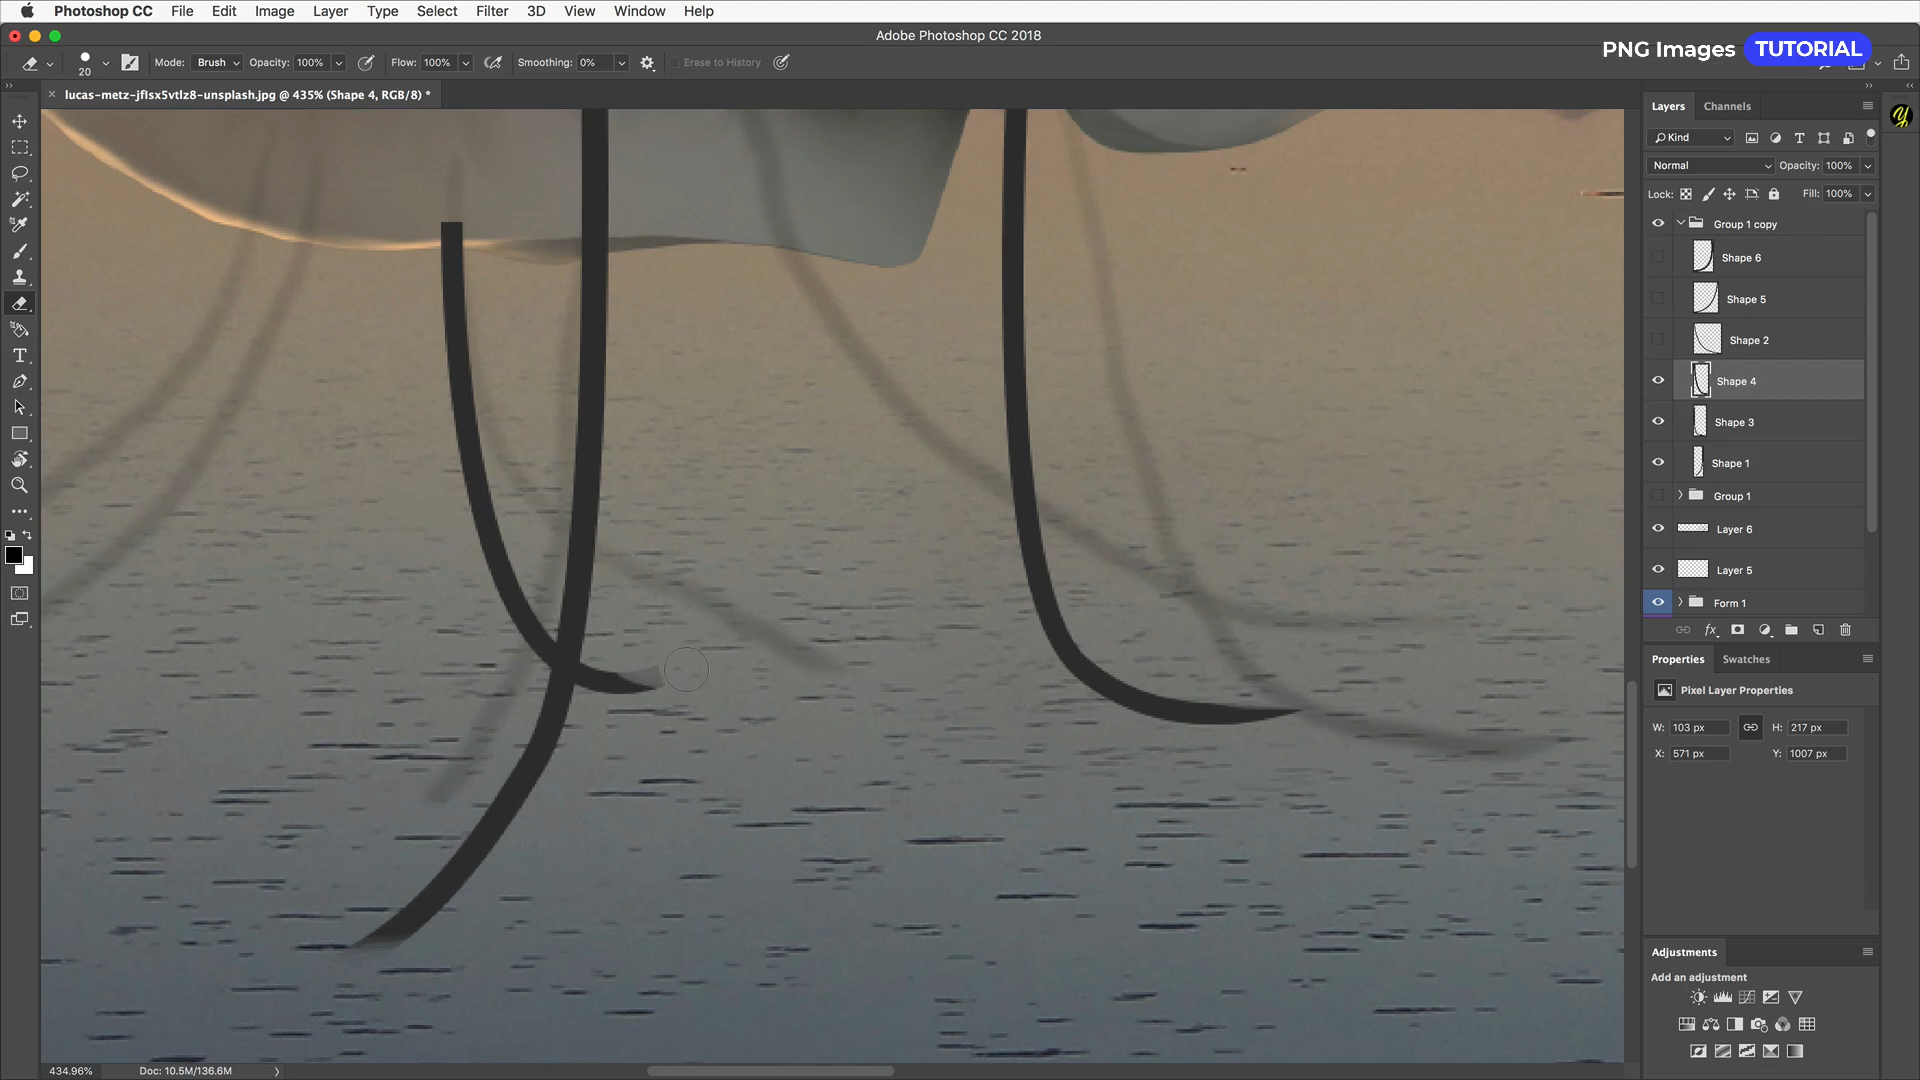 Photoshop CC File Edit Image Layer Type Select Filter 3D View Window Help
Adobe Photoshop CC 2018
PNG Images TUTORIAL
20 Mode: Brush Opacity: 100% Flow: 100% Smoothing: 0% Erase to History
lucas-metz-jfIsx5vtIz8-unsplash.jpg @ 435% (Shape 4, RGB/8) *
Layers Channels
Kind
Normal Opacity: 100%
Lock: Fill: 100%
Group 1 copy
Shape 6
Shape 5
Shape 2
Shape 4
Shape 3
Shape 1
Group 1
Layer 6
Layer 5
Form 1
Properties Swatches
Pixel Layer Properties
W: 103 px H: 217 px
X: 571 px Y: 1007 px
Adjustments
Add an adjustment
434.96% Doc: 10.5M/136.6M